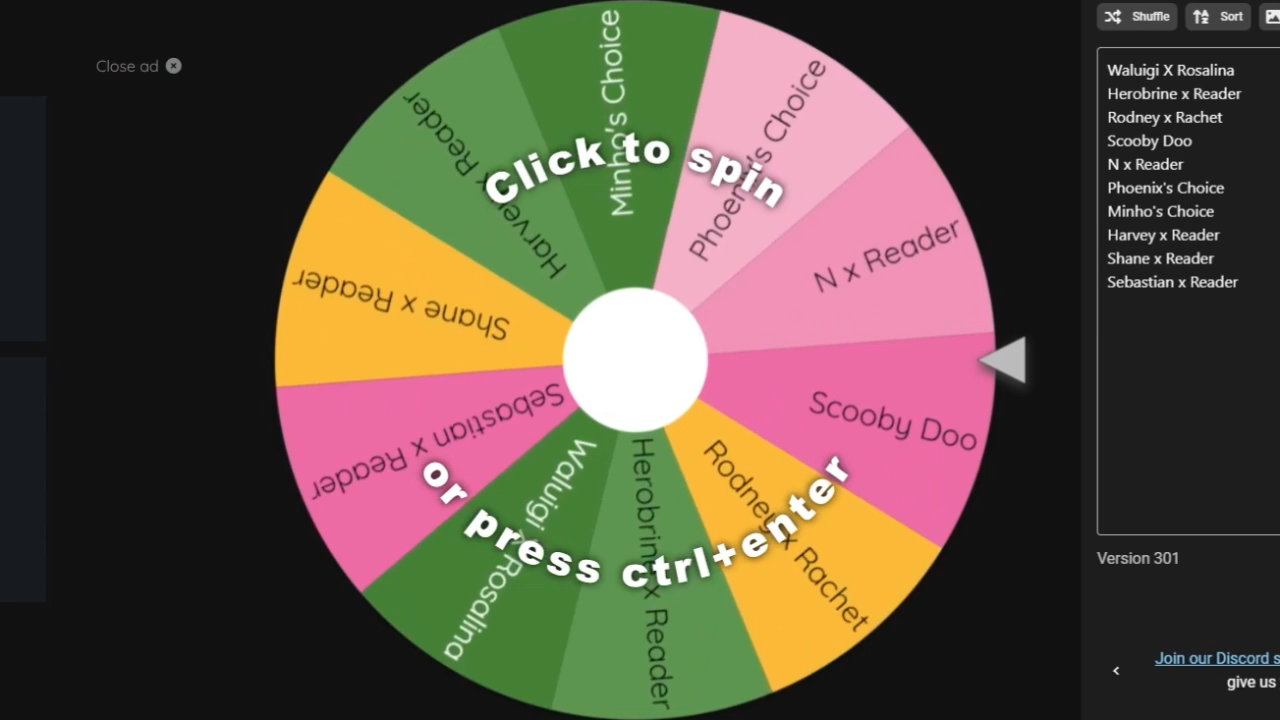 Close ad
Minho's Choice
Phoenix's Choice
N x Reader
Scooby Doo
Rodney x Rachet
Herobrine x Reader
Waluigi X Rosalina
Sebastian x Reader
Shane x Reader
Harvey x Reader
Click to spin
or press ctrl+enter
Shuffle
Sort
Waluigi X Rosalina
Herobrine x Reader
Rodney x Rachet
Scooby Doo
N x Reader
Phoenix's Choice
Minho's Choice
Harvey x Reader
Shane x Reader
Sebastian x Reader
Version 301
Join our Discord s
give us